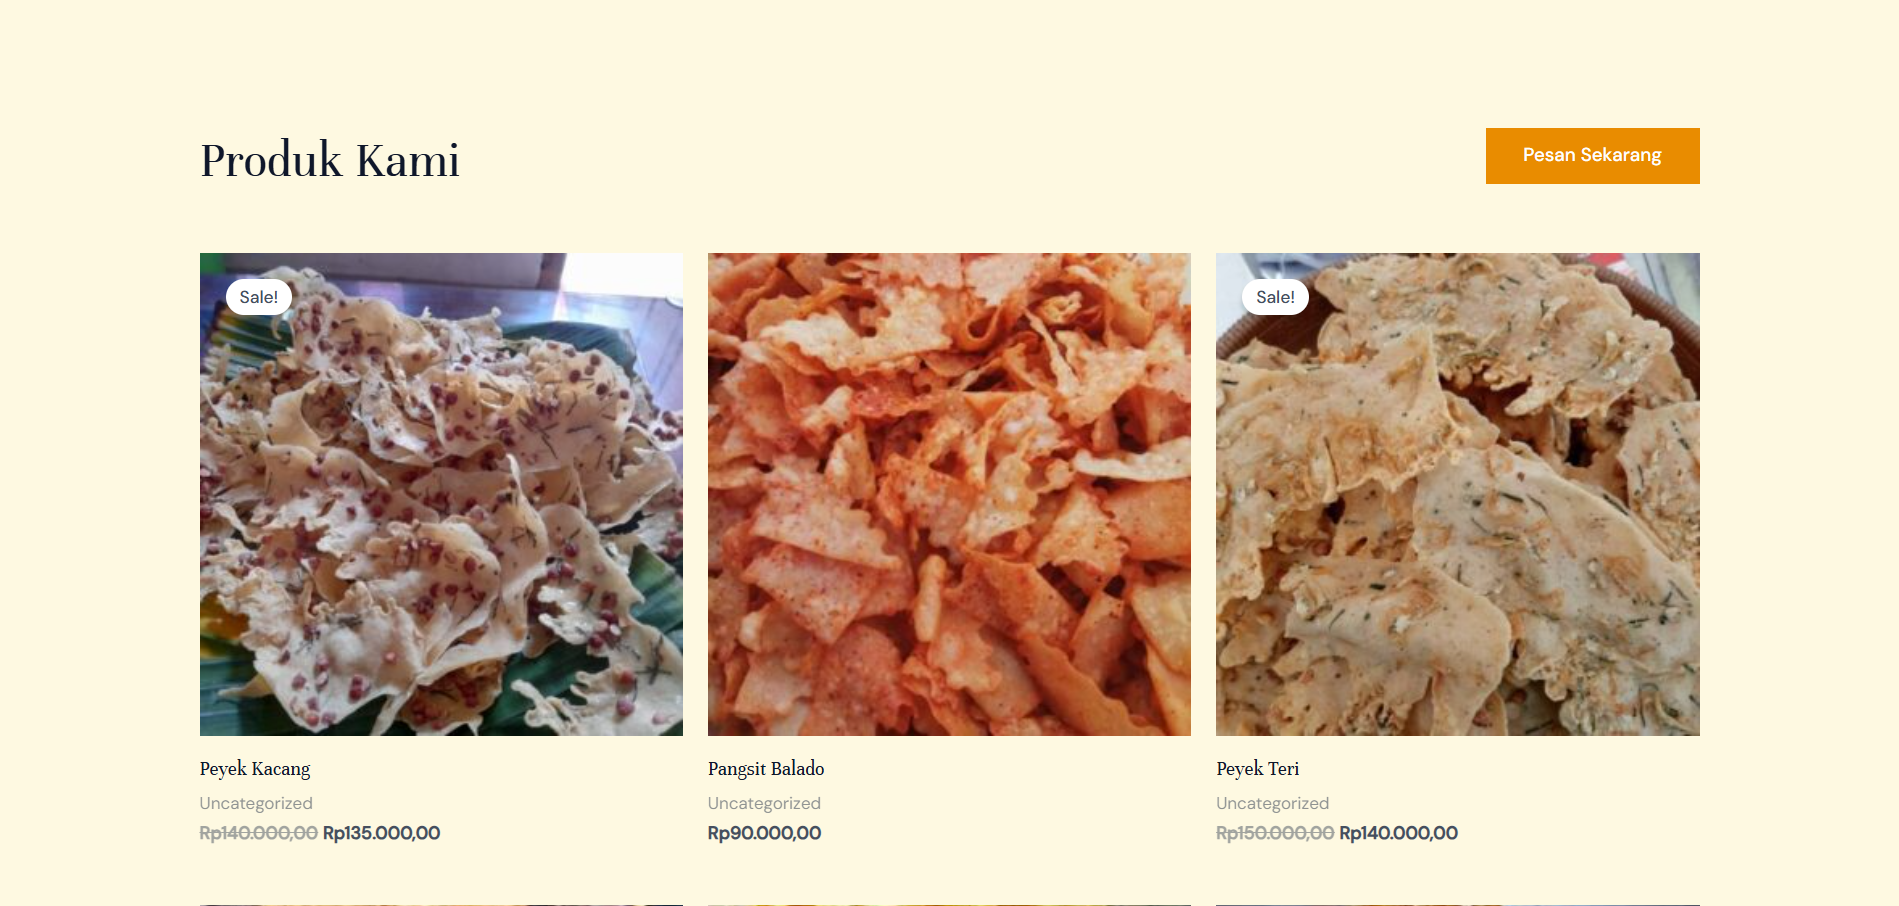 Produk Kami
Pesan Sekarang
Sale!
Sale!
Peyek Kacang
Uncategorized
Rp140.000,00 Rp135.000,00
Pangsit Balado
Uncategorized
Rp90.000,00
Peyek Teri
Uncategorized
Rp150.000,00 Rp140.000,00